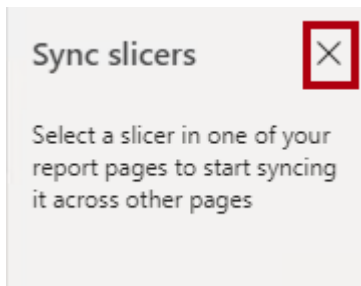 Sync slicers
Select a slicer in one of your
report pages to start syncing
it across other pages